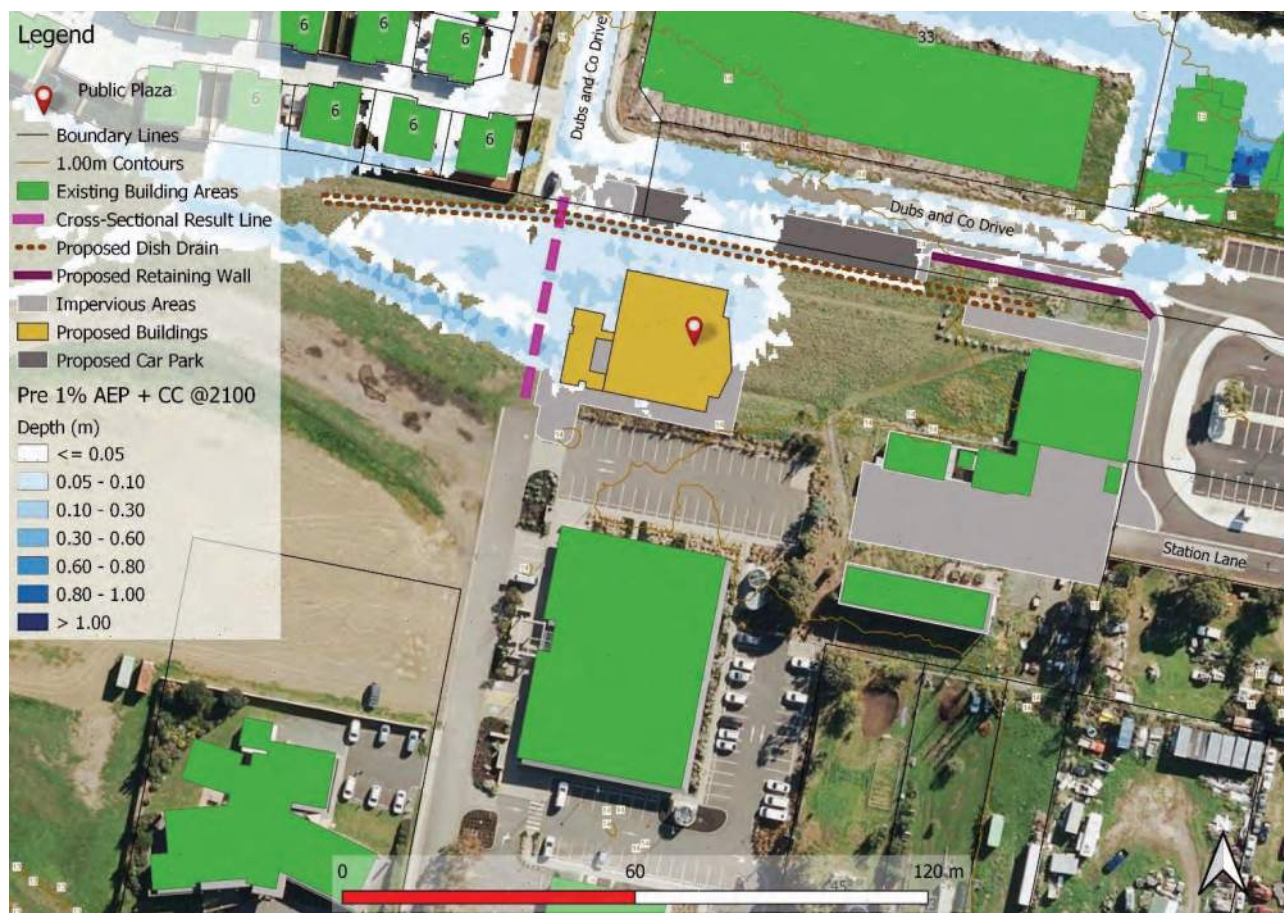 Legend
Public Plaza
Boundary Lines
1.00m Contours
Existing Building Areas
Cross-Sectional Result Line
Proposed Dish Drain
Proposed Retaining Wall
Impervious Areas
Proposed Buildings
Proposed Car Park
Pre 1% AEP + CC @2100
Depth (m)
<= 0.05
0.05 - 0.10
0.10 - 0.30
0.30 - 0.60
0.60 - 0.80
0.80 - 1.00
> 1.00
6
6
6
6
6
6
6
6
33
Dubs and Co Drive
Dubs and Co Drive
Station Lane
0
60
120 m
45